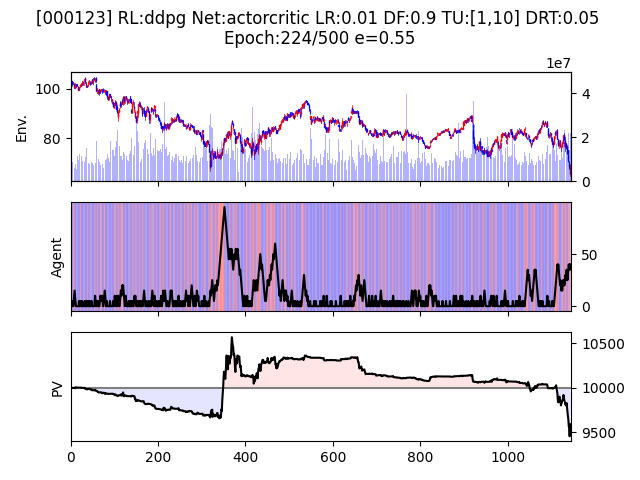 [000123] RL:ddpg Net:actorcritic LR:0.01 DF:0.9 TU:[1,10] DRT:0.05
Epoch:224/500 e=0.55
1e7
100
80
Env.
4
2
0
Agent
50
0
PV
10500
10000
9500
0 200 400 600 800 1000